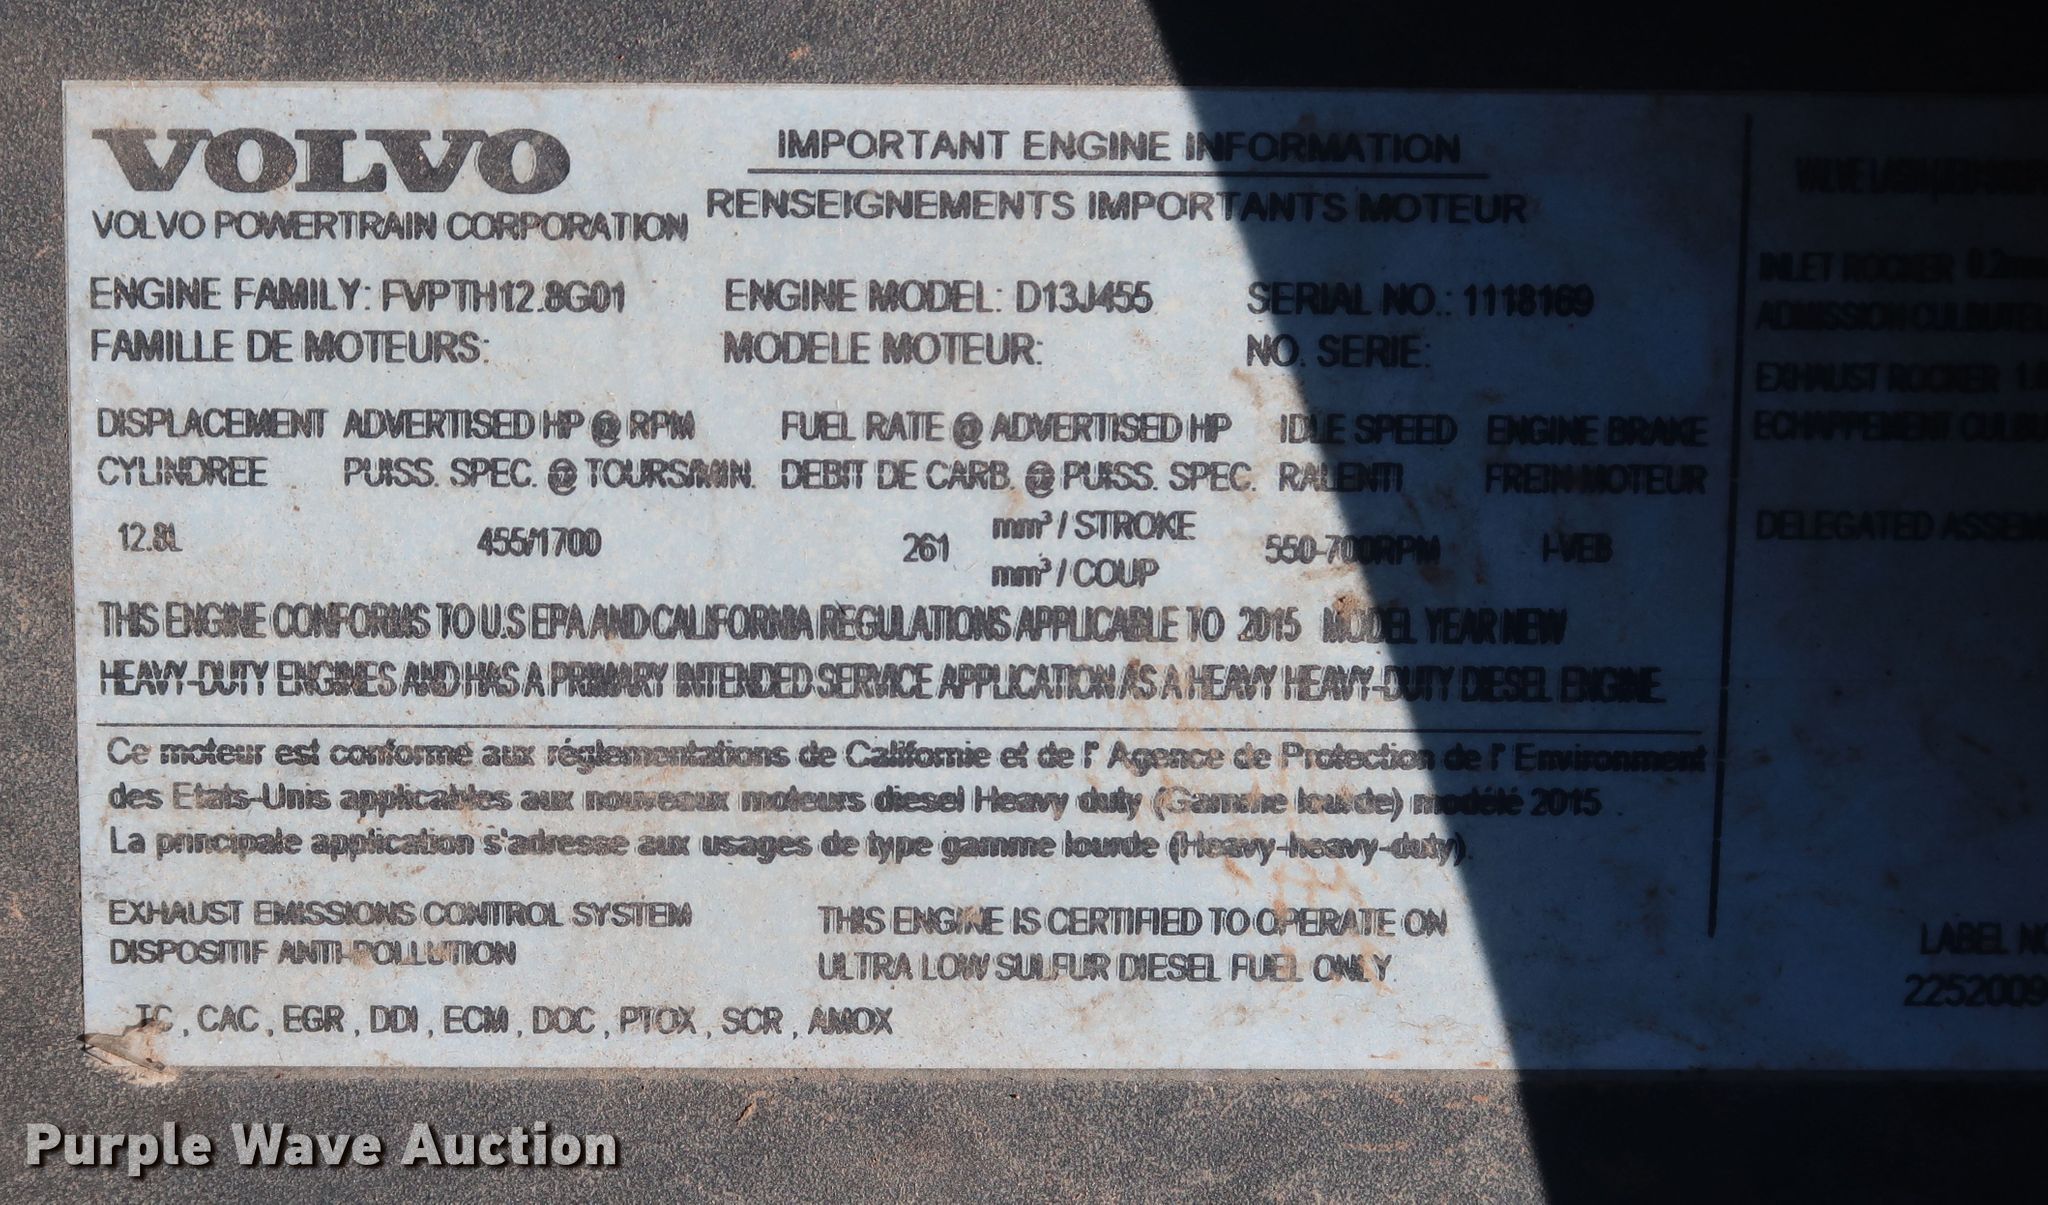 VOLVO
VOLVO POWERTRAIN CORPORATION
IMPORTANT ENGINE INFORMATION
RENSEIGNEMENTS IMPORTANTS MOTEUR
ENGINE FAMILY: FVPTH12.8G01 ENGINE MODEL: D13J455 SERIAL NO.: 1118169
FAMILLE DE MOTEURS: MODELE MOTEUR: NO. SERIE:
DISPLACEMENT ADVERTISED HP @ RPM FUEL RATE @ ADVERTISED HP IDLE SPEED ENGINE BRAKE
CYLINDREE PUISS. SPEC. @ TOURS/MIN. DEBIT DE CARB. @ PUISS. SPEC. RALENTI FREIN-MOTEUR
12.8L 455/1700 261 mm³ / STROKE 550-700RPM I-VEB
mm³ / COUP
THIS ENGINE CONFORMS TO U.S EPA AND CALIFORNIA REGULATIONS APPLICABLE TO 2015 MODEL YEAR NEW
HEAVY-DUTY ENGINES AND HAS A PRIMARY INTENDED SERVICE APPLICATION AS A HEAVY HEAVY-DUTY DIESEL ENGINE.
Ce moteur est conforme aux réglementations de Californie et de l' Agence de Protection de l' Environment
des Etats-Unis applicables aux nouveaux moteurs diesel Heavy duty (Gamme lourde) modélé 2015
La principale application s'adresse aux usages de type gamme lourde (Heavy-heavy-duty).
EXHAUST EMISSIONS CONTROL SYSTEM
DISPOSITIF ANTI-POLLUTION
THIS ENGINE IS CERTIFIED TO OPERATE ON
ULTRA LOW SULFUR DIESEL FUEL ONLY.
TC, CAC, EGR, DDI, ECM, DOC, PTOX, SCR, AMOX
VALVE
INLET ROCKER 0.2mm
ADMISSION
EXHAUST ROCKER
ECHAPPEMENT
DELEGATED
LABEL NO
2252009
Purple Wave Auction